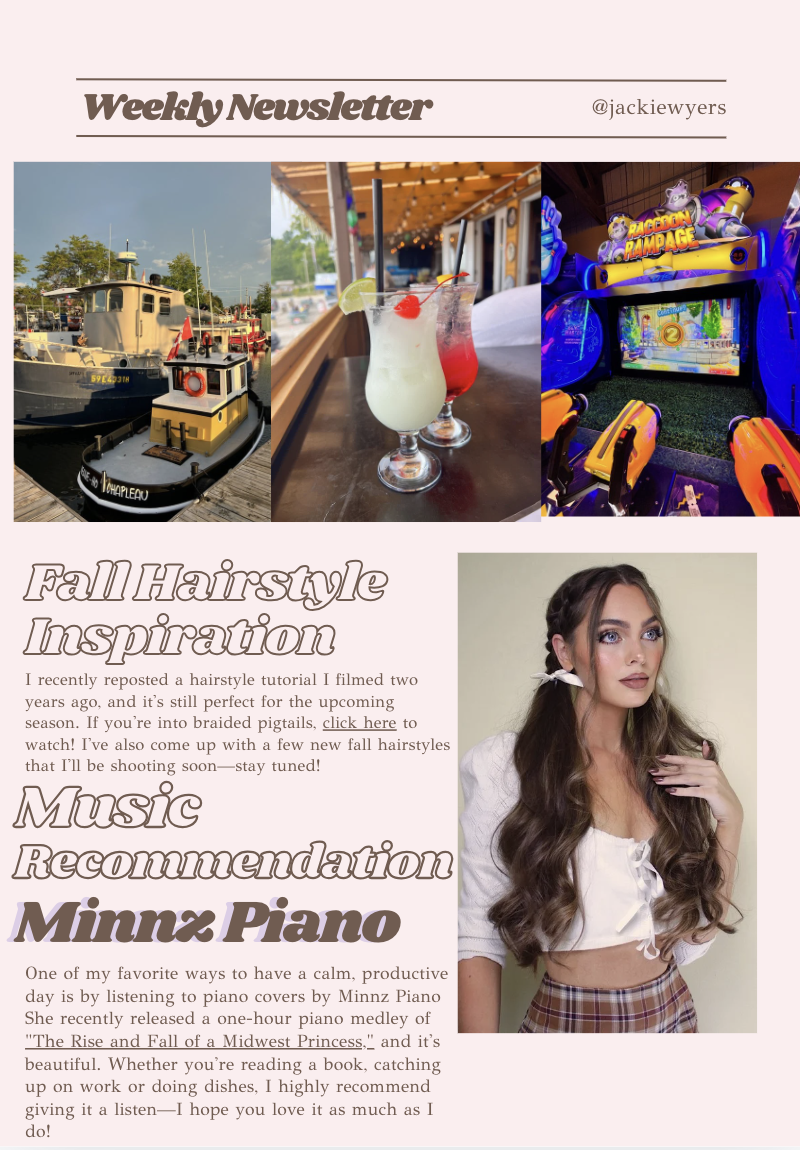 Weekly Newsletter
@jackiewyers
59E43318
CHAPLEAU
RACCOON
RAMPAGE
2
Fall Hairstyle
Inspiration
I recently reposted a hairstyle tutorial I filmed two
years ago, and it's still perfect for the upcoming
season. If you're into braided pigtails, click here to
watch! I've also come up with a few new fall hairstyles
that I'll be shooting soon—stay tuned!
Music
Recommendation
Minnz Piano
One of my favorite ways to have a calm, productive
day is by listening to piano covers by Minnz Piano
She recently released a one-hour piano medley of
"The Rise and Fall of a Midwest Princess," and it's
beautiful. Whether you're reading a book, catching
up on work or doing dishes, I highly recommend
giving it a listen—I hope you love it as much as I
do!